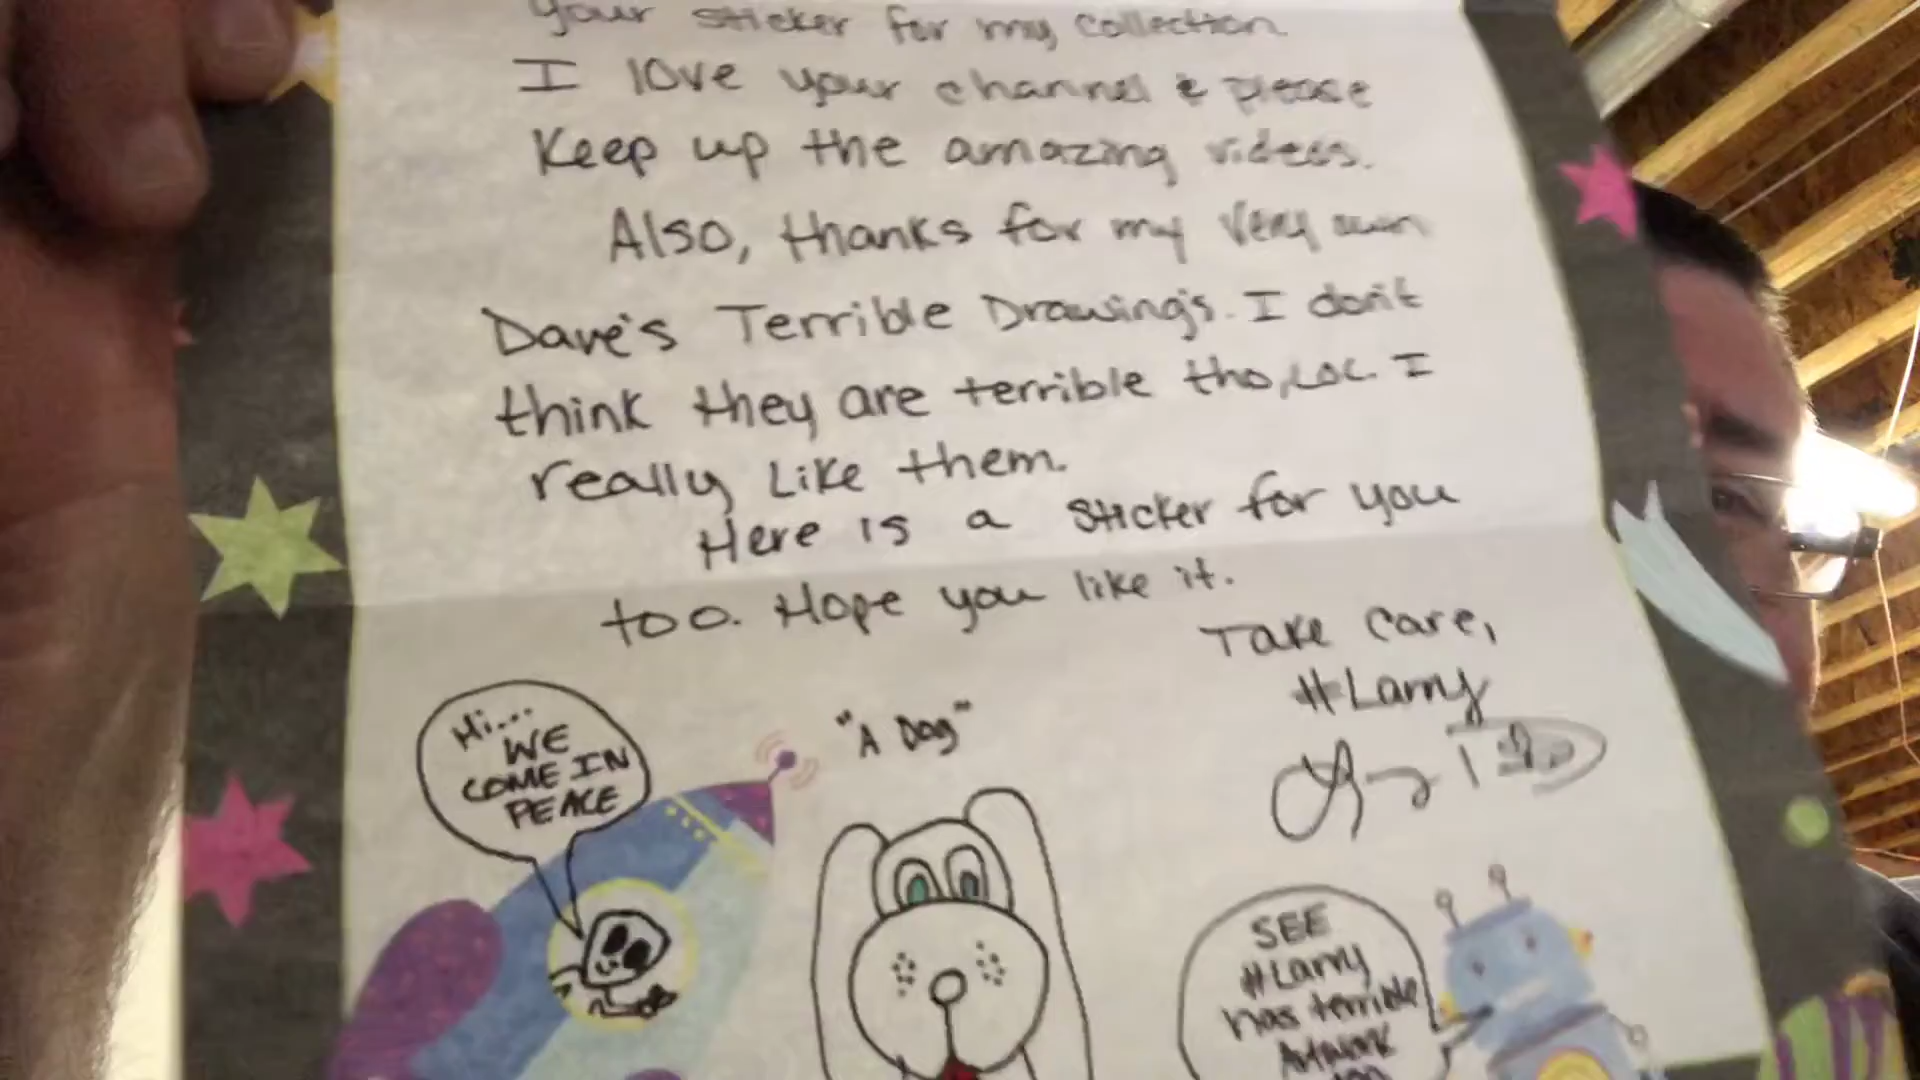 your sticker for my collection
I love your channel & please
Keep up the amazing videos.
Also, thanks for my very own
Dave's Terrible Drawing's. I don't
think they are terrible tho, LOL. I
really like them.
Here is a sticker for you
too. Hope you like it.
Take care,
#Larry
"A Dog"
Hi...
WE
COME IN
PEACE
SEE
#Larry
has terrible
Artwork